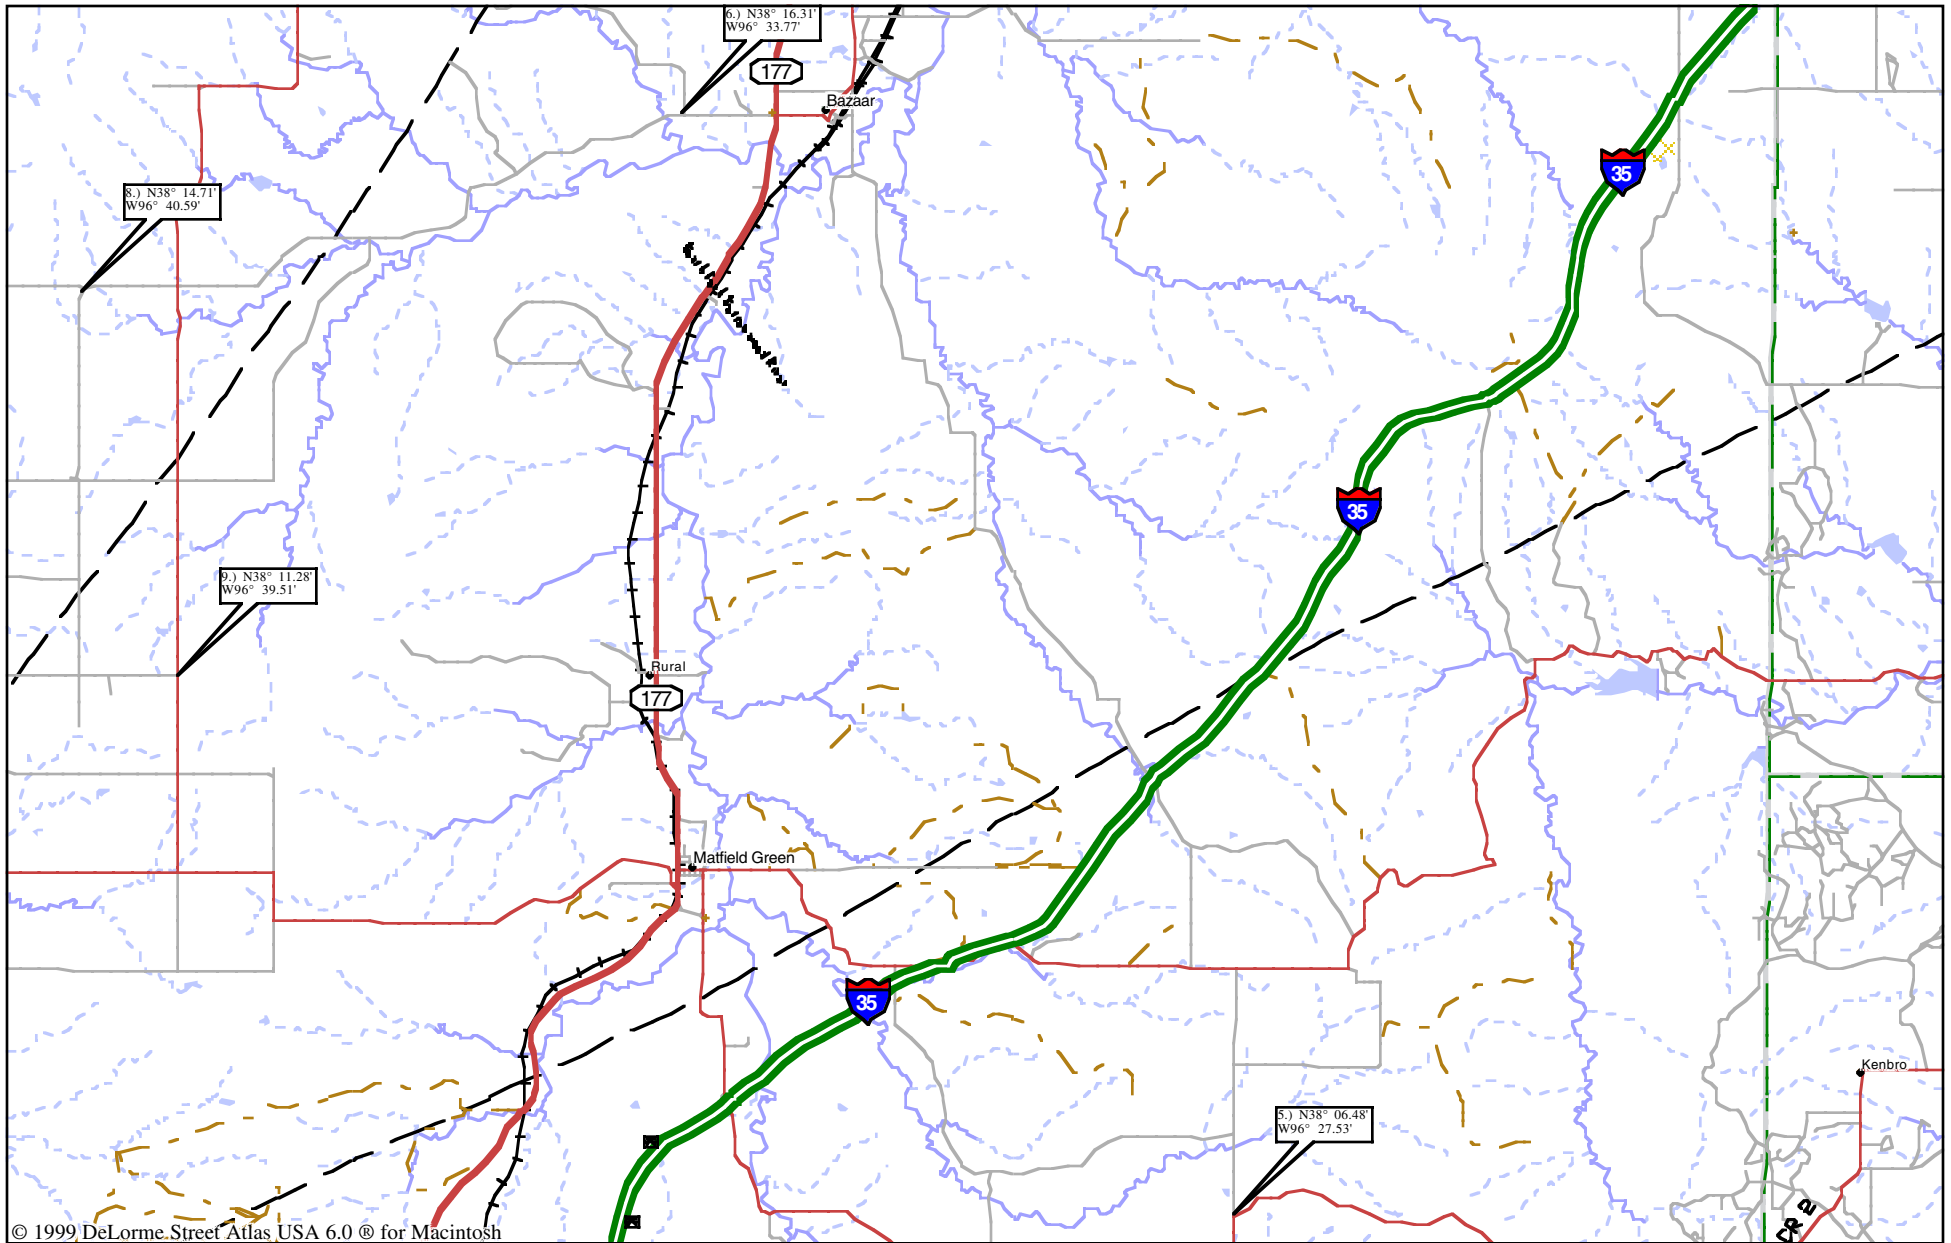 6.) N38° 16.31'
W96° 33.77'
177
Bazaar
35
8.) N38° 14.71'
W96° 40.59'
35
9.) N38° 11.28'
W96° 39.51'
Rural
177
Matfield Green
35
Kenbro
5.) N38° 06.48'
W96° 27.53'
CR 2
© 1999 DeLorme Street Atlas USA 6.0 ® for Macintosh